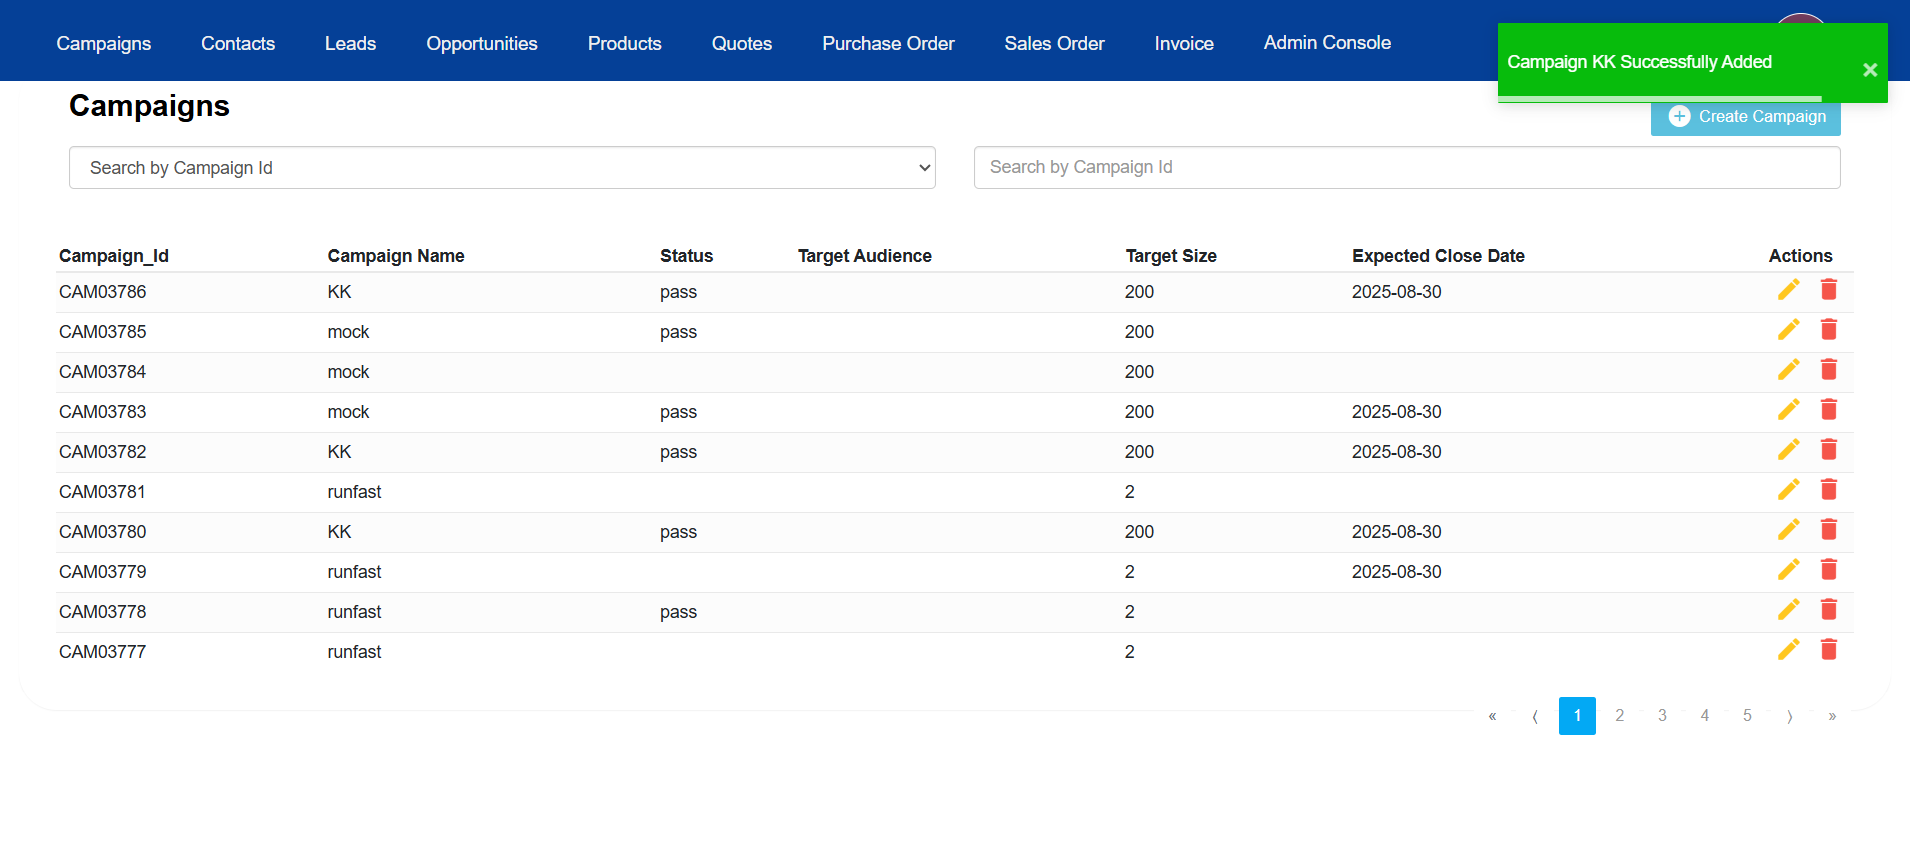 Campaigns Contacts Leads Opportunities Products Quotes Purchase Order Sales Order Invoice Admin Console
Campaign KK Successfully Added ×
Campaigns
+ Create Campaign
Search by Campaign Id Search by Campaign Id
Campaign_Id Campaign Name Status Target Audience Target Size Expected Close Date Actions
CAM03786 KK pass 200 2025-08-30
CAM03785 mock pass 200
CAM03784 mock 200
CAM03783 mock pass 200 2025-08-30
CAM03782 KK pass 200 2025-08-30
CAM03781 runfast 2
CAM03780 KK pass 200 2025-08-30
CAM03779 runfast 2 2025-08-30
CAM03778 runfast pass 2
CAM03777 runfast 2
« ⟨ 1 2 3 4 5 ⟩ »